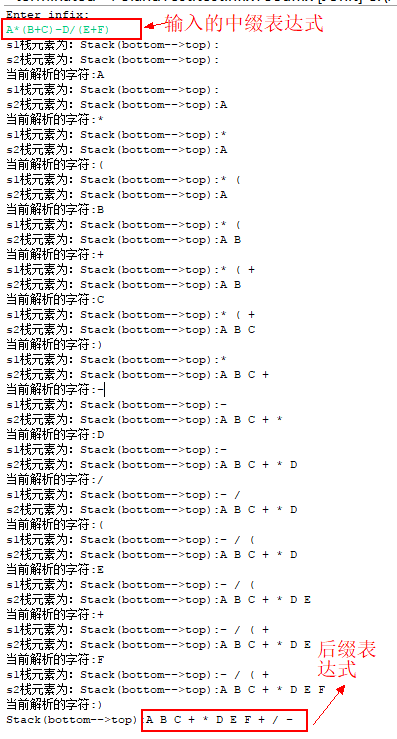 Enter infix:
A*(B+C)-D/(E+F)
输入的中缀表达式
s1栈元素为: Stack(bottom-->top):
s2栈元素为: Stack(bottom-->top):
当前解析的字符:A
s1栈元素为: Stack(bottom-->top):
s2栈元素为: Stack(bottom-->top):A
当前解析的字符:*
s1栈元素为: Stack(bottom-->top):*
s2栈元素为: Stack(bottom-->top):A
当前解析的字符:(
s1栈元素为: Stack(bottom-->top):* (
s2栈元素为: Stack(bottom-->top):A
当前解析的字符:B
s1栈元素为: Stack(bottom-->top):* (
s2栈元素为: Stack(bottom-->top):A B
当前解析的字符:+
s1栈元素为: Stack(bottom-->top):* ( +
s2栈元素为: Stack(bottom-->top):A B
当前解析的字符:C
s1栈元素为: Stack(bottom-->top):* ( +
s2栈元素为: Stack(bottom-->top):A B C
当前解析的字符:)
s1栈元素为: Stack(bottom-->top):*
s2栈元素为: Stack(bottom-->top):A B C +
当前解析的字符:-
s1栈元素为: Stack(bottom-->top):-
s2栈元素为: Stack(bottom-->top):A B C + *
当前解析的字符:D
s1栈元素为: Stack(bottom-->top):-
s2栈元素为: Stack(bottom-->top):A B C + * D
当前解析的字符:/
s1栈元素为: Stack(bottom-->top):- /
s2栈元素为: Stack(bottom-->top):A B C + * D
当前解析的字符:(
s1栈元素为: Stack(bottom-->top):- / (
s2栈元素为: Stack(bottom-->top):A B C + * D
当前解析的字符:E
s1栈元素为: Stack(bottom-->top):- / (
s2栈元素为: Stack(bottom-->top):A B C + * D E
当前解析的字符:+
s1栈元素为: Stack(bottom-->top):- / ( +
s2栈元素为: Stack(bottom-->top):A B C + * D E
当前解析的字符:F
s1栈元素为: Stack(bottom-->top):- / ( +
s2栈元素为: Stack(bottom-->top):A B C + * D E F
当前解析的字符:)
后缀表
达式
Stack(bottom-->top):A B C + * D E F + / -